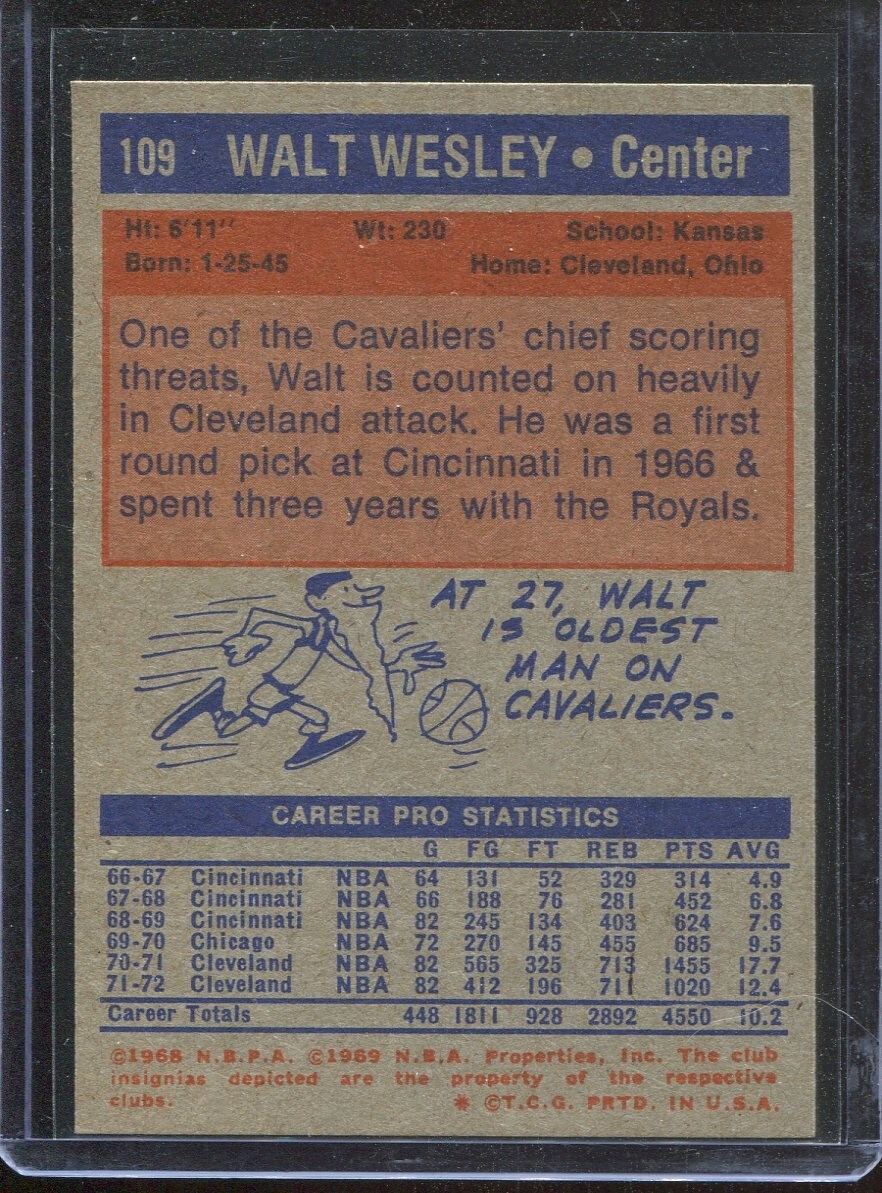 109 WALT WESLEY • Center
Ht: 6'11" Wt: 230 School: Kansas
Born: 1-25-45 Home: Cleveland, Ohio
One of the Cavaliers' chief scoring
threats, Walt is counted on heavily
in Cleveland attack. He was a first
round pick at Cincinnati in 1966 &
spent three years with the Royals.
AT 27, WALT
IS OLDEST
MAN ON
CAVALIERS.
CAREER PRO STATISTICS
G FG FT REB PTS AVG
66-67 Cincinnati NBA 64 131 52 329 314 4.9
67-68 Cincinnati NBA 66 188 76 281 452 6.8
68-69 Cincinnati NBA 82 245 134 403 624 7.6
69-70 Chicago NBA 72 270 145 455 685 9.5
70-71 Cleveland NBA 82 565 325 713 1455 17.7
71-72 Cleveland NBA 82 412 196 711 1020 12.4
Career Totals 448 1811 928 2892 4550 10.2
©1968 N.B.P.A. ©1969 N.B.A. Properties, Inc. The club
insignias depicted are the property of the respective
clubs. * ©T.C.G. PRTD. IN U.S.A.